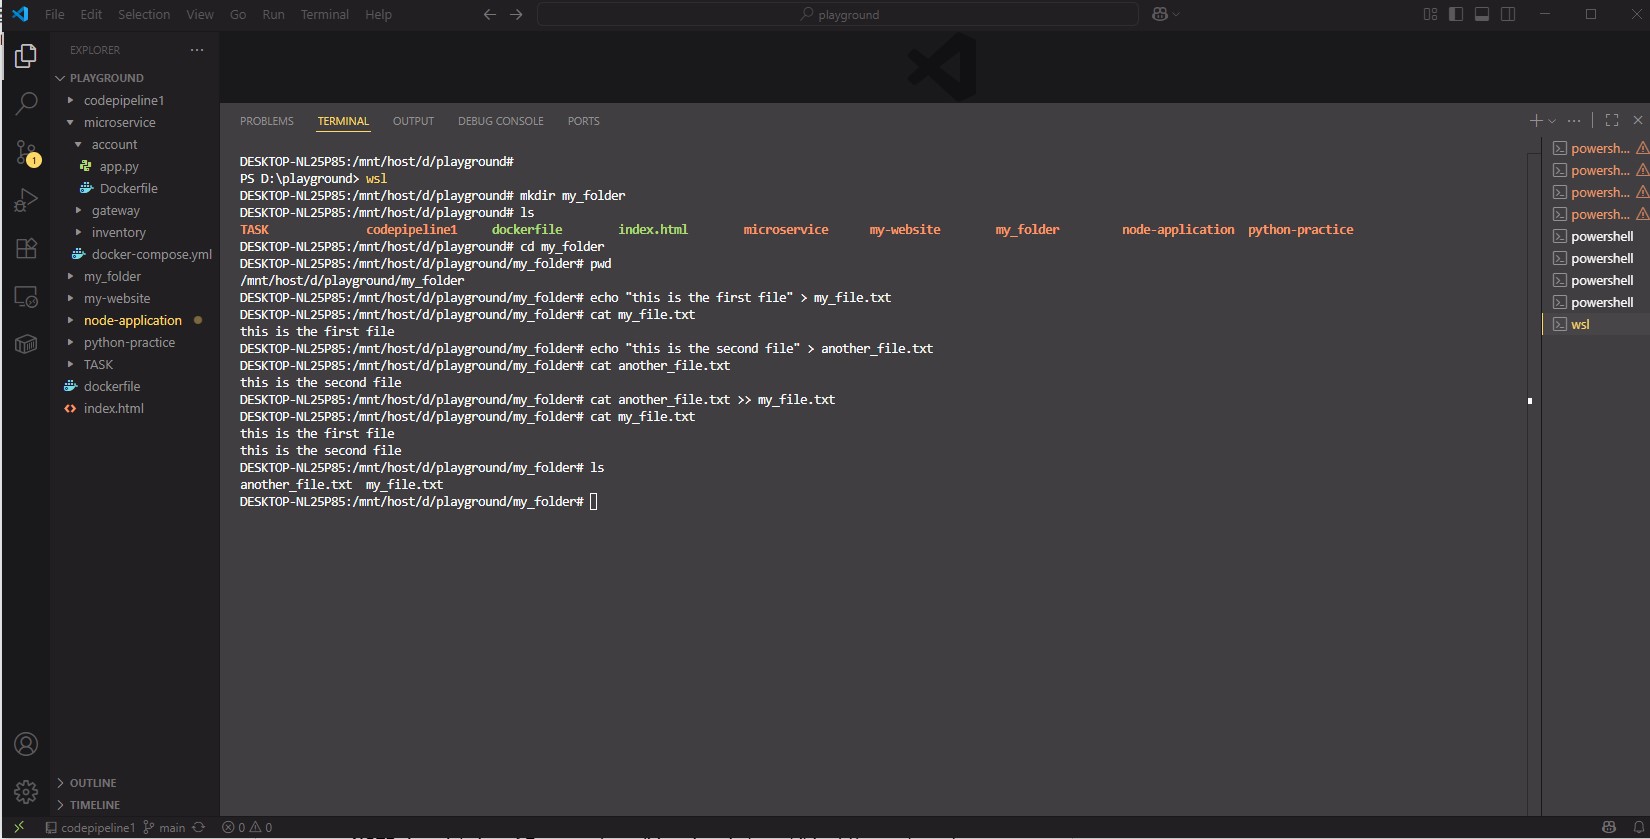 File Edit Selection View Go Run Terminal Help
playground
EXPLORER
PLAYGROUND
codepipeline1
microservice
account
app.py
Dockerfile
gateway
inventory
docker-compose.yml
my_folder
my-website
node-application
python-practice
TASK
dockerfile
index.html
OUTLINE
TIMELINE
1
PROBLEMS TERMINAL OUTPUT DEBUG CONSOLE PORTS
DESKTOP-NL25P85:/mnt/host/d/playground#
PS D:\playground> wsl
DESKTOP-NL25P85:/mnt/host/d/playground# mkdir my_folder
DESKTOP-NL25P85:/mnt/host/d/playground# ls
TASK codepipeline1 dockerfile index.html microservice my-website my_folder node-application python-practice
DESKTOP-NL25P85:/mnt/host/d/playground# cd my_folder
DESKTOP-NL25P85:/mnt/host/d/playground/my_folder# pwd
/mnt/host/d/playground/my_folder
DESKTOP-NL25P85:/mnt/host/d/playground/my_folder# echo "this is the first file" > my_file.txt
DESKTOP-NL25P85:/mnt/host/d/playground/my_folder# cat my_file.txt
this is the first file
DESKTOP-NL25P85:/mnt/host/d/playground/my_folder# echo "this is the second file" > another_file.txt
DESKTOP-NL25P85:/mnt/host/d/playground/my_folder# cat another_file.txt
this is the second file
DESKTOP-NL25P85:/mnt/host/d/playground/my_folder# cat another_file.txt >> my_file.txt
DESKTOP-NL25P85:/mnt/host/d/playground/my_folder# cat my_file.txt
this is the first file
this is the second file
DESKTOP-NL25P85:/mnt/host/d/playground/my_folder# ls
another_file.txt my_file.txt
DESKTOP-NL25P85:/mnt/host/d/playground/my_folder#
powersh...
powersh...
powersh...
powersh...
powershell
powershell
powershell
powershell
wsl
codepipeline1 main 0 0